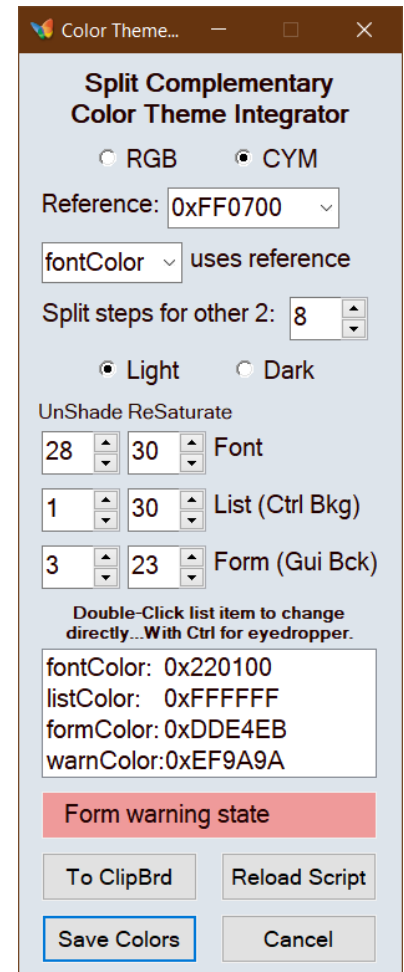 Color Theme...
Split Complementary
Color Theme Integrator
RGB CYM
Reference: 0xFF0700
fontColor uses reference
Split steps for other 2: 8
Light Dark
UnShade ReSaturate
28 30 Font
1 30 List (Ctrl Bkg)
3 23 Form (Gui Bck)
Double-Click list item to change
directly...With Ctrl for eyedropper.
fontColor: 0x220100
listColor: 0xFFFFFF
formColor: 0xDDE4EB
warnColor:0xEF9A9A
Form warning state
To ClipBrd Reload Script
Save Colors Cancel